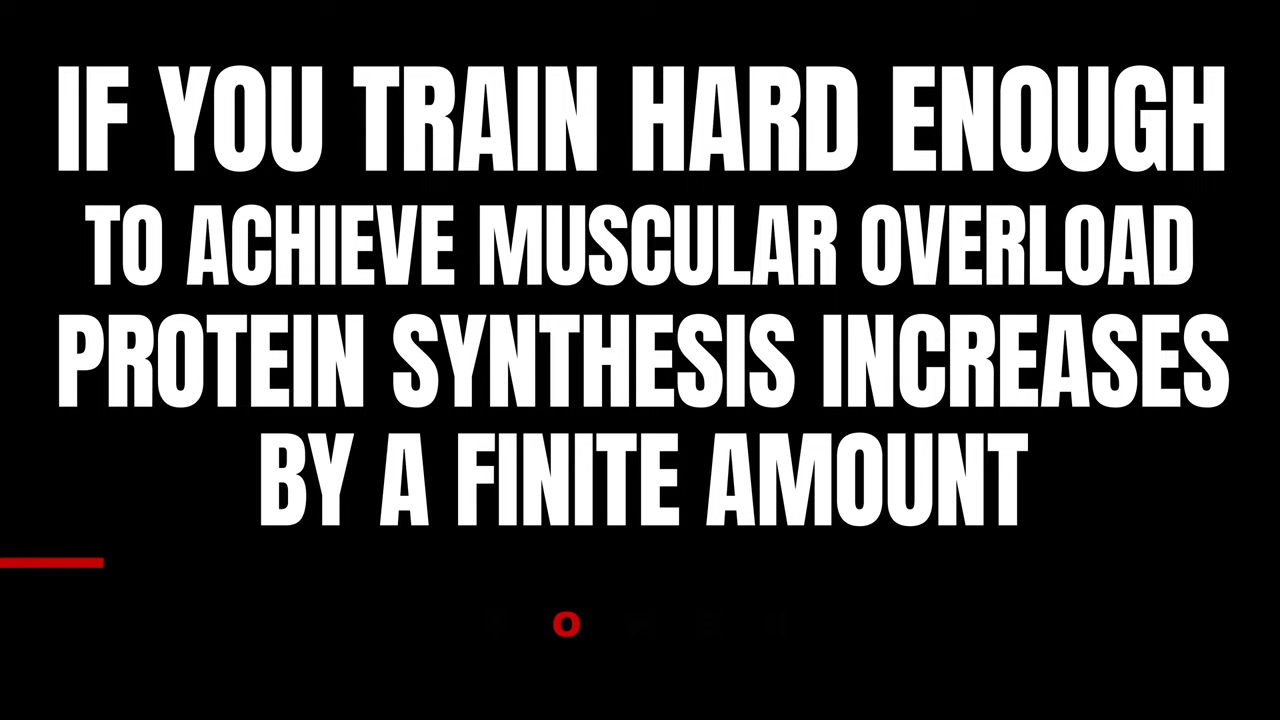 IF YOU TRAIN HARD ENOUGH
TO ACHIEVE MUSCULAR OVERLOAD
PROTEIN SYNTHESIS INCREASES
BY A FINITE AMOUNT
O